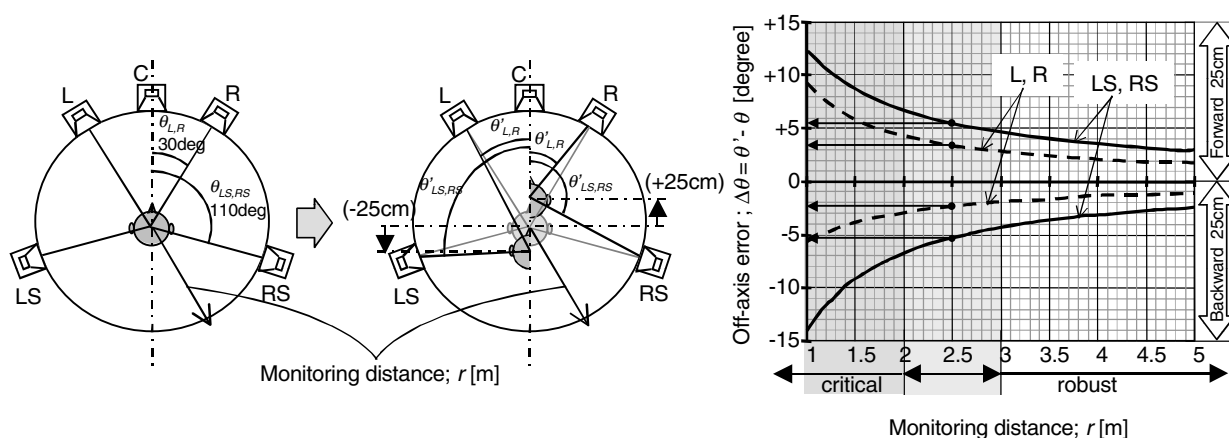 C
L
R
θL,R
30deg
θLS,RS
110deg
LS
RS
C
L
R
θ'L,R
θ'L,R
θ'LS,RS
θ'LS,RS
(-25cm)
(+25cm)
LS
RS
Monitoring distance; r [m]
Off-axis error ; Δθ = θ' - θ [degree]
+15
+10
+5
0
-5
-10
-15
L, R
LS, RS
Forward 25cm
Backward 25cm
1 1.5 2 2.5 3 3.5 4 4.5 5
critical
robust
Monitoring distance; r [m]